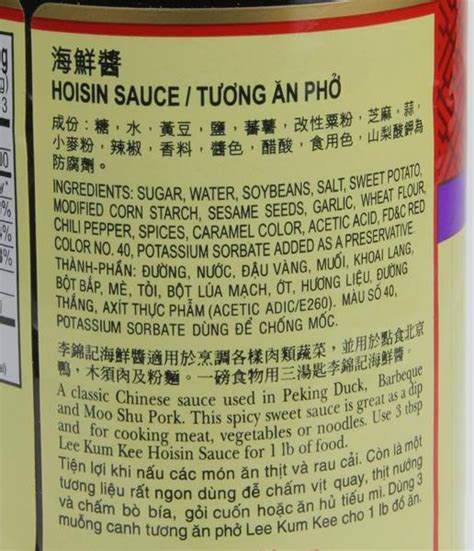 海鮮醬
HOISIN SAUCE / TƯƠNG ĂN PHỞ
成份：糖，水，黃豆，鹽，蕃薯，改性粟粉，芝麻，蒜，
小麥粉，辣椒，香料，醬色，醋酸，食用色，山梨酸鉀為
防腐劑。
INGREDIENTS: SUGAR, WATER, SOYBEANS, SALT, SWEET POTATO,
MODIFIED CORN STARCH, SESAME SEEDS, GARLIC, WHEAT FLOUR,
CHILI PEPPER, SPICES, CARAMEL COLOR, ACETIC ACID, FD&C RED
COLOR NO. 40, POTASSIUM SORBATE ADDED AS A PRESERVATIVE.
THÀNH-PHẦN: ĐƯỜNG, NƯỚC, ĐẬU VÀNG, MUỐI, KHOAI LANG,
BỘT BẮP, MÈ, TỎI, BỘT LÚA MẠCH, ỚT, HƯƠNG LIỆU, ĐƯỜNG
THẮNG, AXÍT THỰC PHẨM (ACETIC ADIC/E260). MÀU SỐ 40,
POTASSIUM SORBATE DÙNG ĐỂ CHỐNG MỐC.
李錦記海鮮醬適用於烹調各樣肉類蔬菜，並用於點食北京
鴨，木須肉及粉麵。一磅食物用三湯匙李錦記海鮮醬。
A classic Chinese sauce used in Peking Duck, Barbeque
and Moo Shu Pork. This spicy sweet sauce is great as a dip
and for cooking meat, vegetables or noodles. Use 3 tbsp
Lee Kum Kee Hoisin Sauce for 1 lb of food.
Tiện lợi khi nấu các món ăn thịt và rau cải. Còn là một
tương liệu rất ngon dùng để chấm vịt quay, thịt nướng
và chấm bò bía, gỏi cuốn hoặc ăn hủ tiếu mì. Dùng 3
muỗng canh tương ăn phở Lee Kum Kee cho 1 lb đồ ăn.